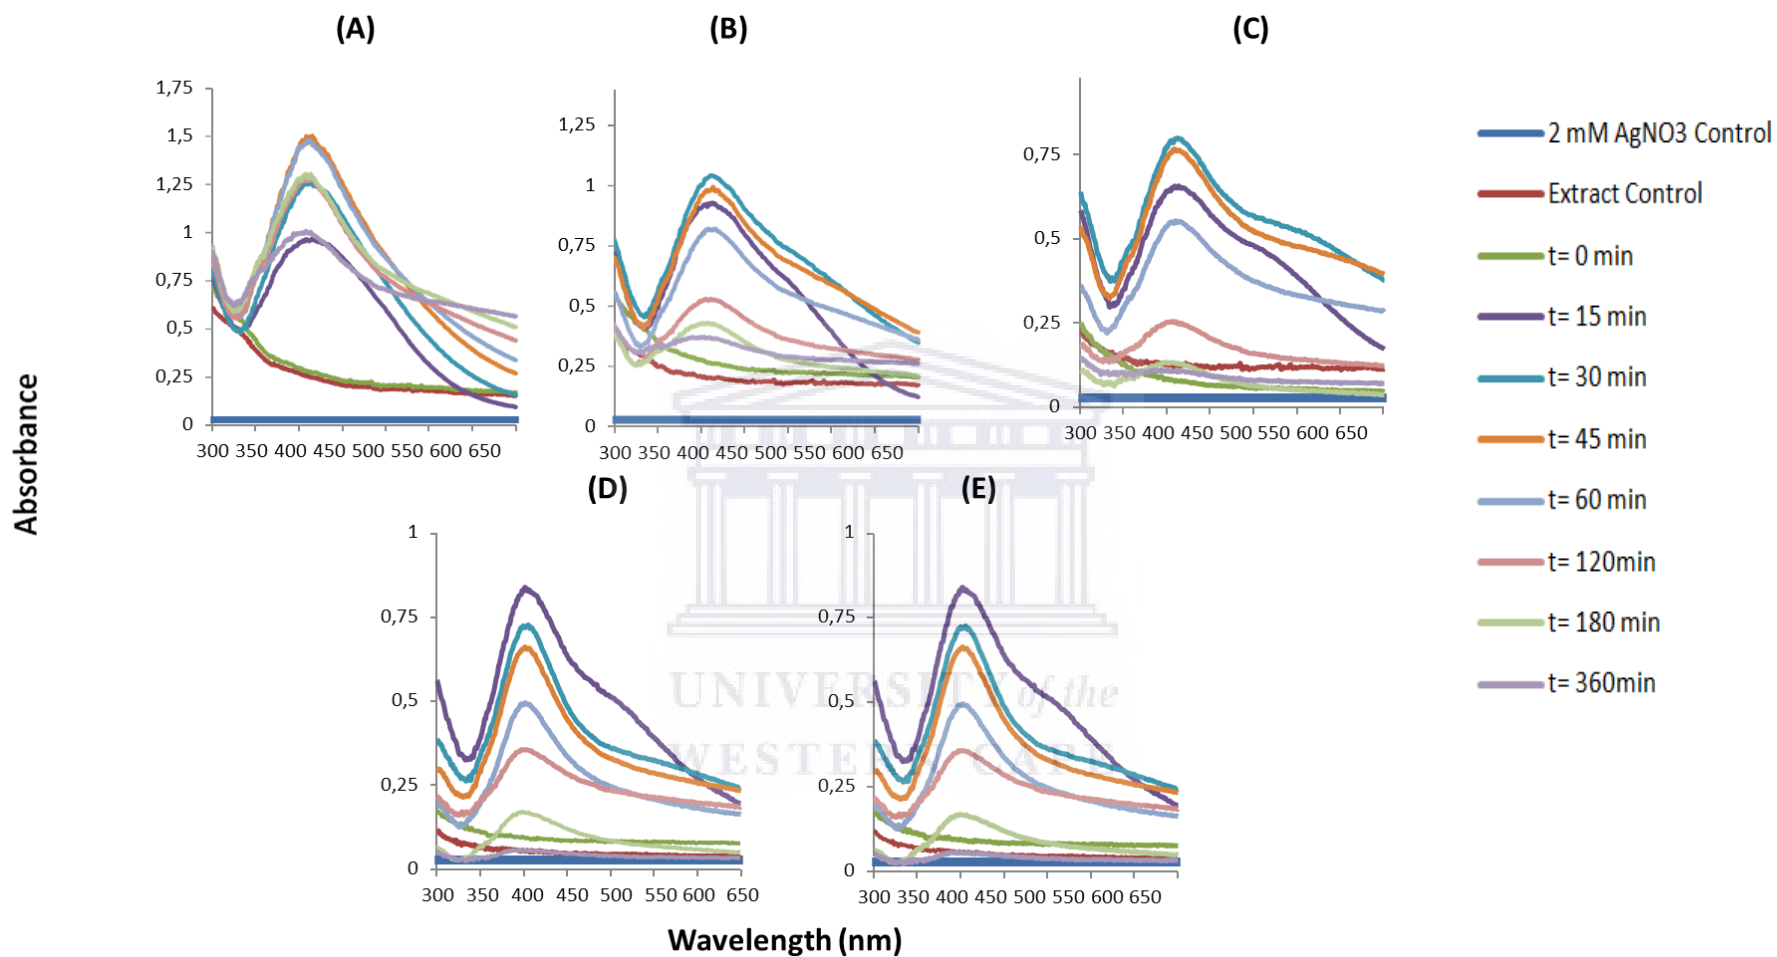 (A)
(B)
(C)
1,75
1,5
1,25
1
0,75
0,5
0,25
0
300 350 400 450 500 550 600 650
1,25
1
0,75
0,5
0,25
0
300 350 400 450 500 550 600 650
0,75
0,5
0,25
0
300 350 400 450 500 550 600 650
2 mM AgNO3 Control
Extract Control
t= 0 min
t= 15 min
t= 30 min
t= 45 min
t= 60 min
t= 120min
t= 180 min
t= 360min
Absorbance
(D)
(E)
1
0,75
0,5
0,25
0
300 350 400 450 500 550 600 650
1
0,75
0,5
0,25
0
300 350 400 450 500 550 600 650
UNIVERSITY of the
WESTERN CAPE
Wavelength (nm)